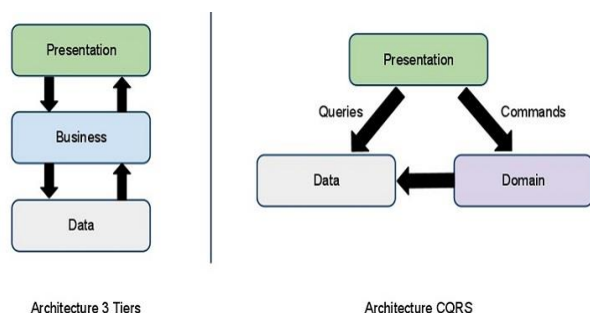 Presentation
Business
Data
Architecture 3 Tiers
Presentation
Queries
Commands
Data
Domain
Architecture CQRS